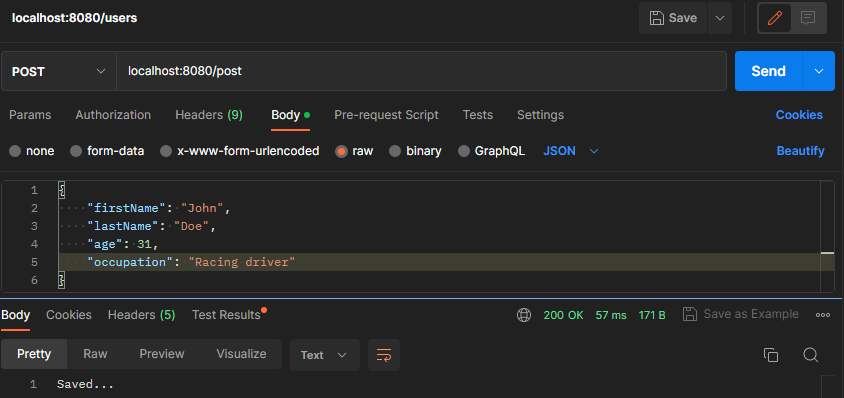 localhost:8080/users Save
POST localhost:8080/post Send
Params Authorization Headers (9) Body Pre-request Script Tests Settings Cookies
none form-data x-www-form-urlencoded raw binary GraphQL JSON Beautify
1 {
2 "firstName": "John",
3 "lastName": "Doe",
4 "age": 31,
5 "occupation": "Racing driver"
6 }
Body Cookies Headers (5) Test Results 200 OK 57 ms 171 B Save as Example
Pretty Raw Preview Visualize Text
1 Saved...